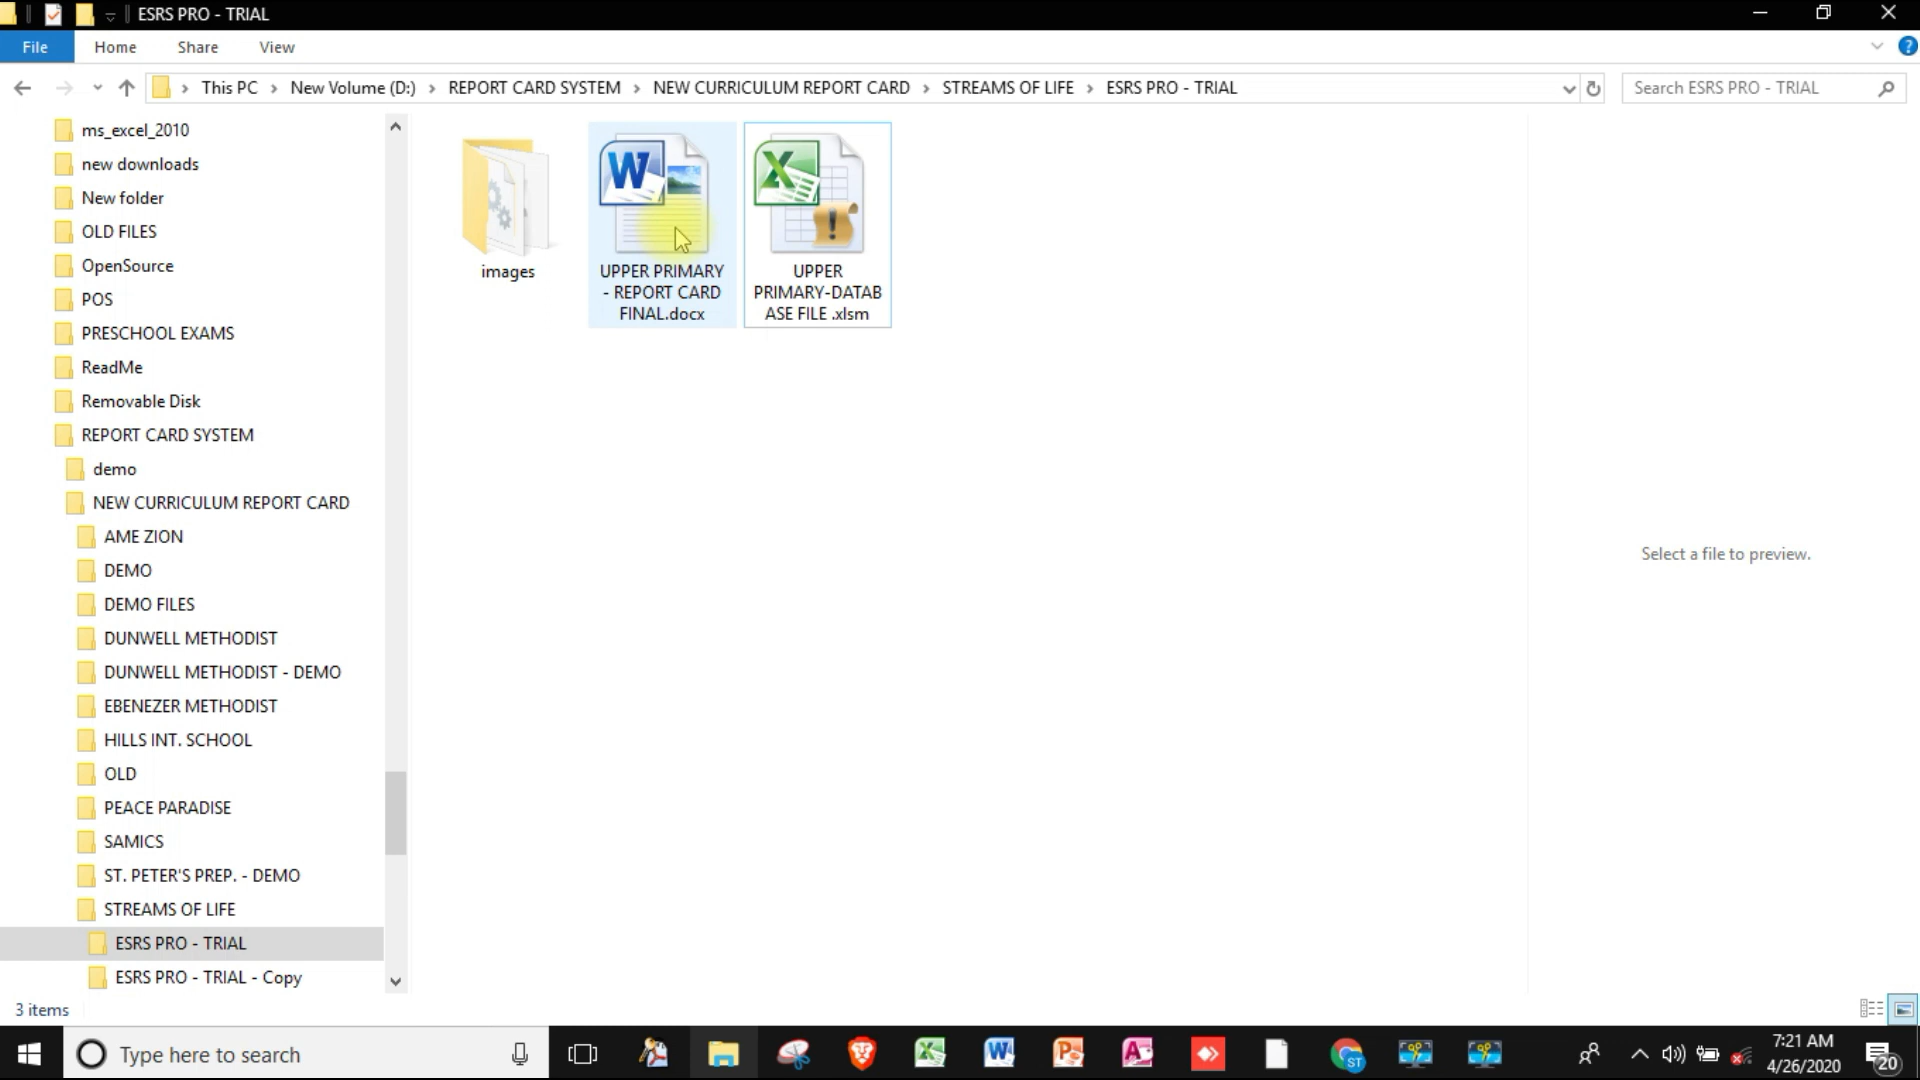 ESRS PRO - TRIAL
File Home Share View
This PC New Volume (D:) REPORT CARD SYSTEM NEW CURRICULUM REPORT CARD STREAMS OF LIFE ESRS PRO - TRIAL
Search ESRS PRO - TRIAL
ms_excel_2010
new downloads
New folder
OLD FILES
OpenSource
POS
PRESCHOOL EXAMS
ReadMe
Removable Disk
REPORT CARD SYSTEM
demo
NEW CURRICULUM REPORT CARD
AME ZION
DEMO
DEMO FILES
DUNWELL METHODIST
DUNWELL METHODIST - DEMO
EBENEZER METHODIST
HILLS INT. SCHOOL
OLD
PEACE PARADISE
SAMICS
ST. PETER'S PREP. - DEMO
STREAMS OF LIFE
ESRS PRO - TRIAL
ESRS PRO - TRIAL - Copy
images
UPPER PRIMARY
- REPORT CARD
FINAL.docx
UPPER
PRIMARY-DATAB
ASE FILE .xlsm
Select a file to preview.
3 items
Type here to search
ST
7:21 AM
4/26/2020
20